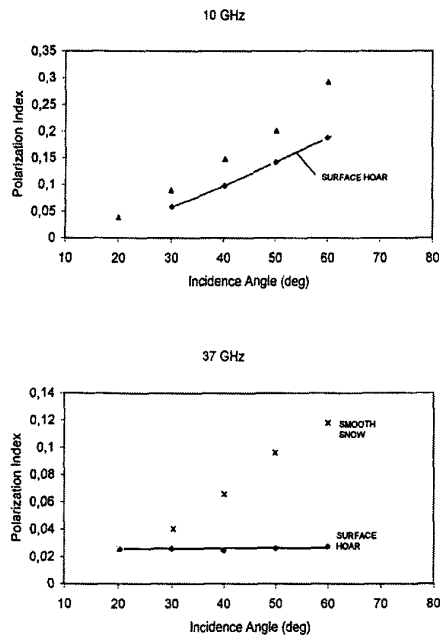 10 GHz
0,35
0,3
0,25
0,2
0,15
0,1
0,05
0
Polarization Index
SURFACE HOAR
10 20 30 40 50 60 70 80
Incidence Angle (deg)
37 GHz
0,14
0,12
0,1
0,08
0,06
0,04
0,02
0
Polarization Index
SMOOTH
SNOW
SURFACE
HOAR
10 20 30 40 50 60 70 80
Incidence Angle (deg)